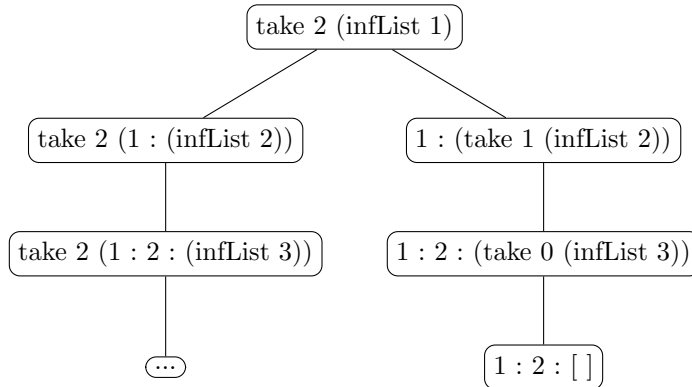 take 2 (infList 1)
take 2 (1 : (infList 2))
1 : (take 1 (infList 2))
take 2 (1 : 2 : (infList 3))
1 : 2 : (take 0 (infList 3))
...
1 : 2 : [ ]